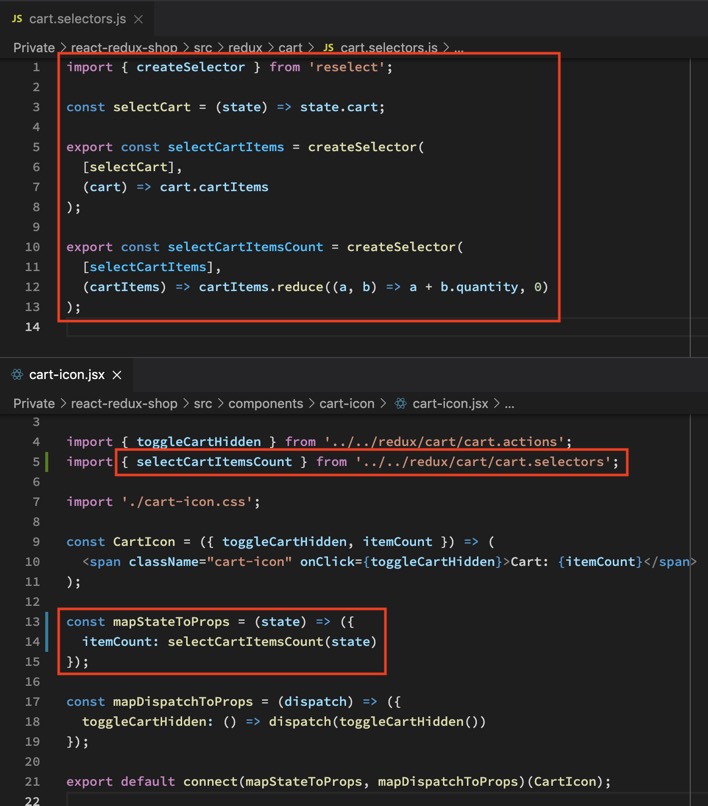 JS cart.selectors.js ×
Private > react-redux-shop > src > redux > cart > JS cart.selectors.js > ...
1 import { createSelector } from 'reselect';
2
3 const selectCart = (state) => state.cart;
4
5 export const selectCartItems = createSelector(
6 [selectCart],
7 (cart) => cart.cartItems
8 );
9
10 export const selectCartItemsCount = createSelector(
11 [selectCartItems],
12 (cartItems) => cartItems.reduce((a, b) => a + b.quantity, 0)
13 );
14
cart-icon.jsx ×
Private > react-redux-shop > src > components > cart-icon > cart-icon.jsx > ...
3
4 import { toggleCartHidden } from '../../redux/cart/cart.actions';
5 import { selectCartItemsCount } from '../../redux/cart/cart.selectors';
6
7 import './cart-icon.css';
8
9 const CartIcon = ({ toggleCartHidden, itemCount }) => (
10 <span className="cart-icon" onClick={toggleCartHidden}>Cart: {itemCount}</span>
11 );
12
13 const mapStateToProps = (state) => ({
14 itemCount: selectCartItemsCount(state)
15 });
16
17 const mapDispatchToProps = (dispatch) => ({
18 toggleCartHidden: () => dispatch(toggleCartHidden())
19 });
20
21 export default connect(mapStateToProps, mapDispatchToProps)(CartIcon);
22